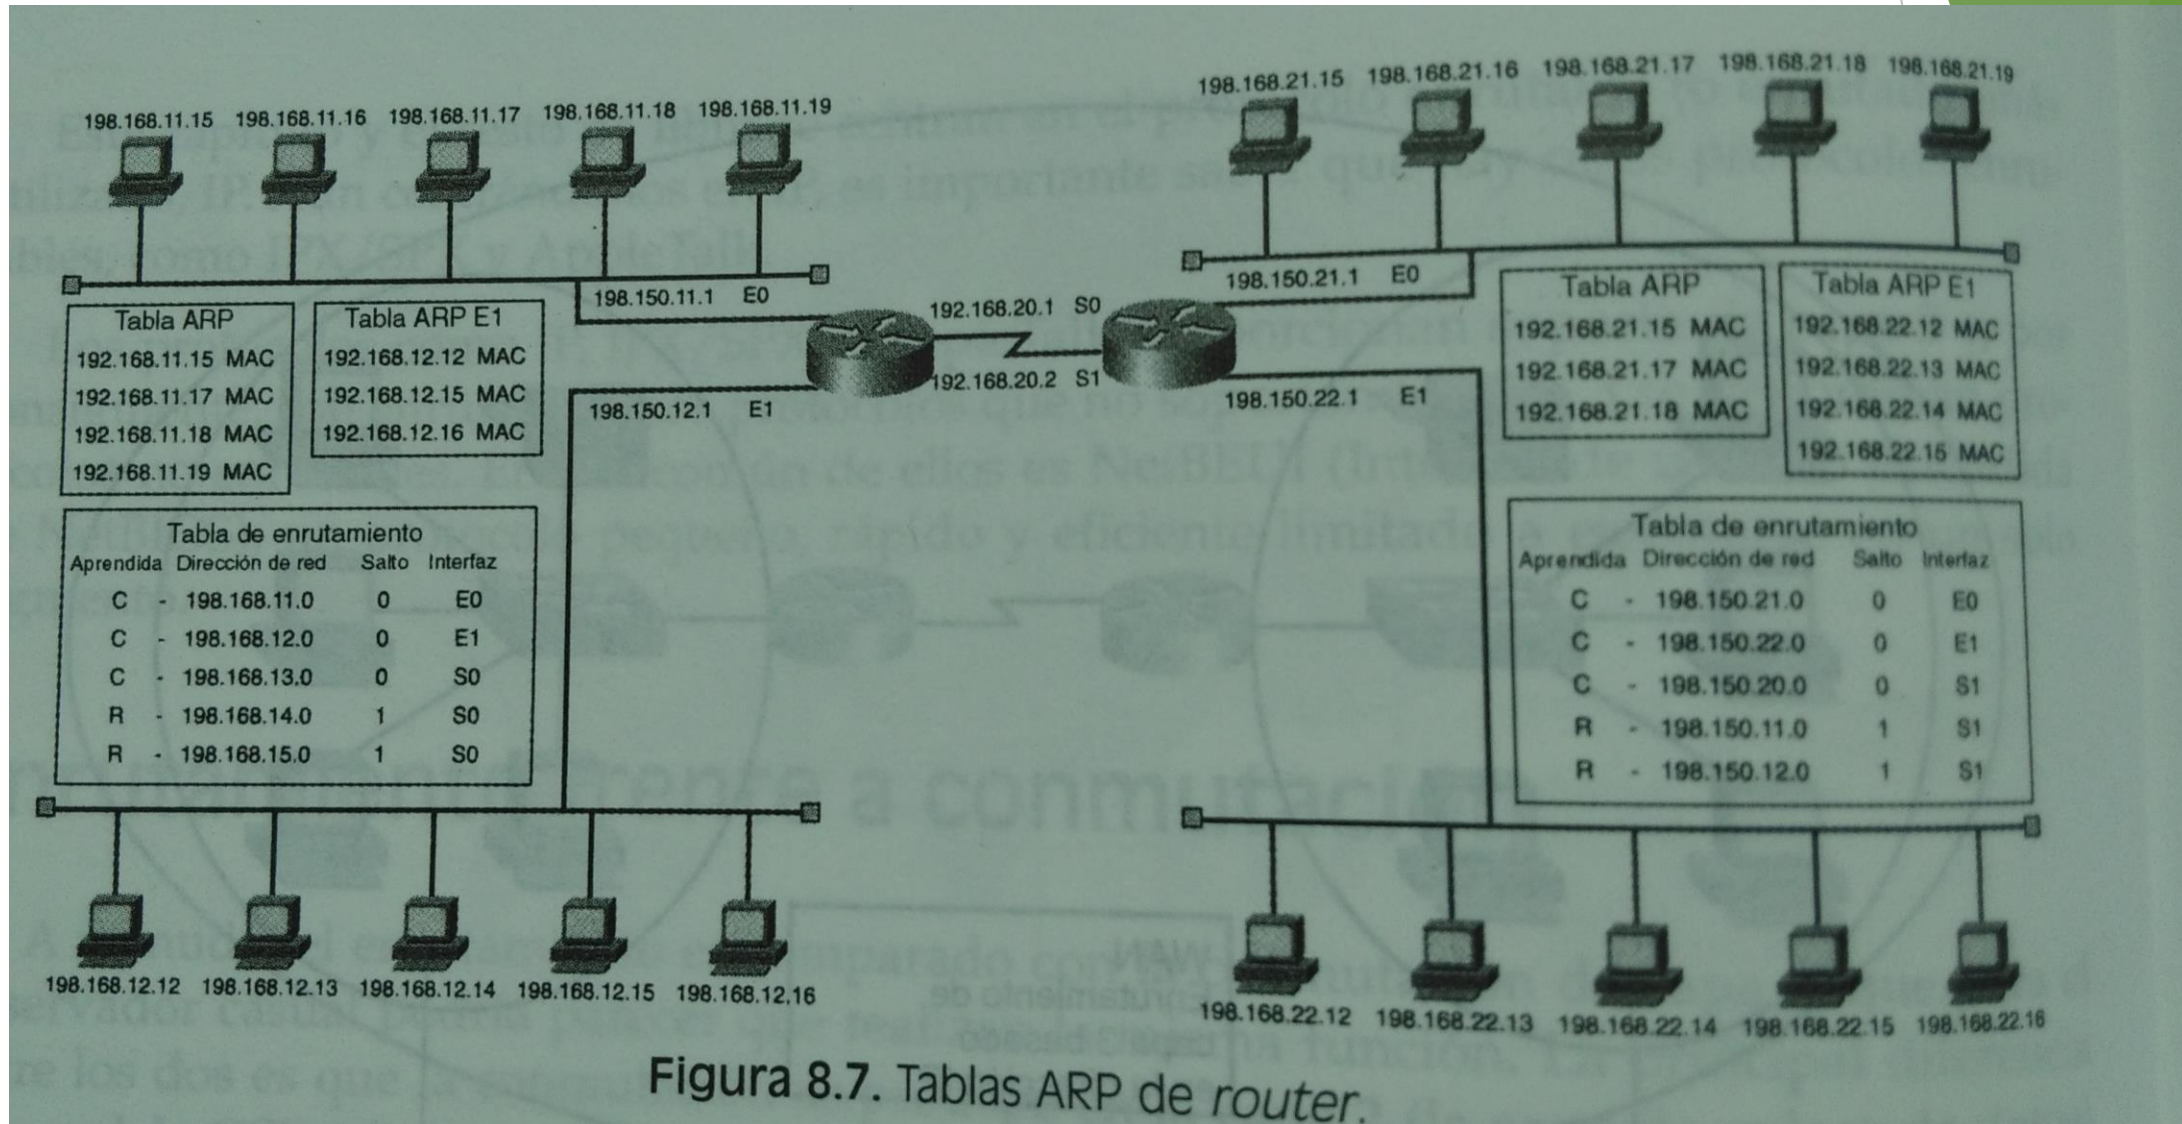 198.168.11.15 198.168.11.16 198.168.11.17 198.168.11.18 198.168.11.19
198.168.21.15 198.168.21.16 198.168.21.17 198.168.21.18 198.168.21.19
198.150.11.1 E0
192.168.20.1 S0
192.168.20.2 S1
198.150.12.1 E1
198.150.21.1 E0
198.150.22.1 E1
Tabla ARP
192.168.11.15 MAC
192.168.11.17 MAC
192.168.11.18 MAC
192.168.11.19 MAC
Tabla ARP E1
192.168.12.12 MAC
192.168.12.15 MAC
192.168.12.16 MAC
Tabla ARP
192.168.21.15 MAC
192.168.21.17 MAC
192.168.21.18 MAC
Tabla ARP E1
192.168.22.12 MAC
192.168.22.13 MAC
192.168.22.14 MAC
192.168.22.15 MAC
Tabla de enrutamiento
Aprendida Dirección de red Salto Interfaz
C - 198.168.11.0 0 E0
C - 198.168.12.0 0 E1
C - 198.168.13.0 0 S0
R - 198.168.14.0 1 S0
R - 198.168.15.0 1 S0
Tabla de enrutamiento
Aprendida Dirección de red Salto Interfaz
C - 198.150.21.0 0 E0
C - 198.150.22.0 0 E1
C - 198.150.20.0 0 S1
R - 198.150.11.0 1 S1
R - 198.150.12.0 1 S1
198.168.12.12 198.168.12.13 198.168.12.14 198.168.12.15 198.168.12.16
198.168.22.12 198.168.22.13 198.168.22.14 198.168.22.15 198.168.22.16
Figura 8.7. Tablas ARP de router.